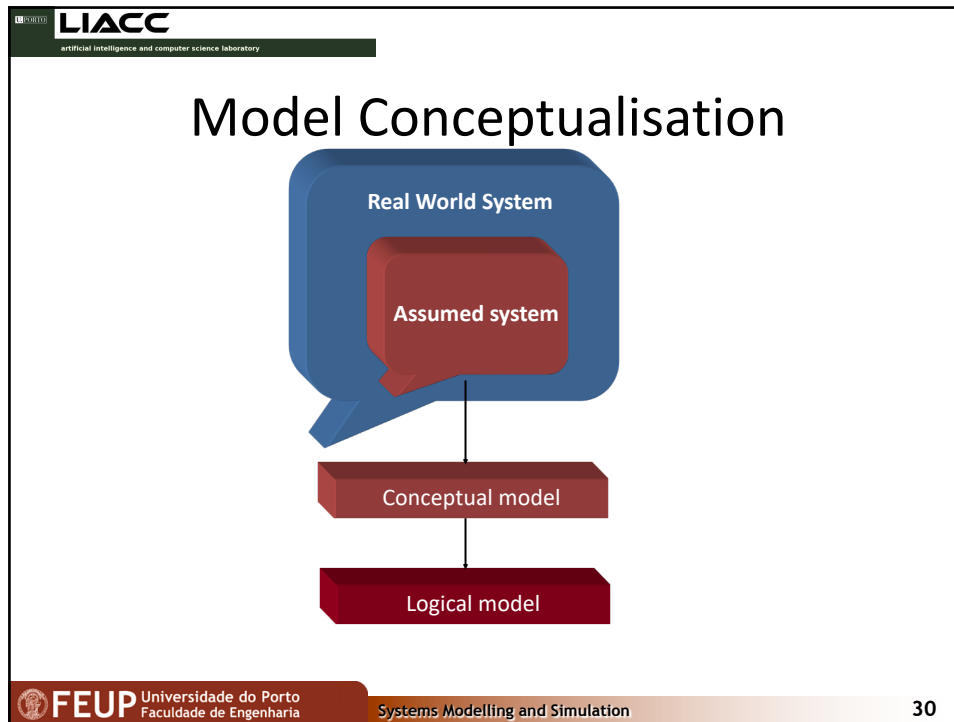 U.PORTO
LIACC
artificial intelligence and computer science laboratory
Model Conceptualisation
Real World System
Assumed system
Conceptual model
Logical model
FEUP Universidade do Porto
Faculdade de Engenharia
Systems Modelling and Simulation
30